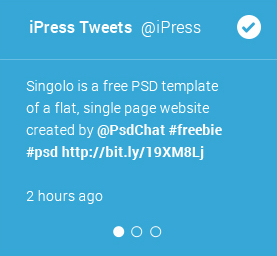 iPress Tweets @iPress
Singolo is a free PSD template
of a flat, single page website
created by @PsdChat #freebie
#psd http://bit.ly/19XM8Lj
2 hours ago